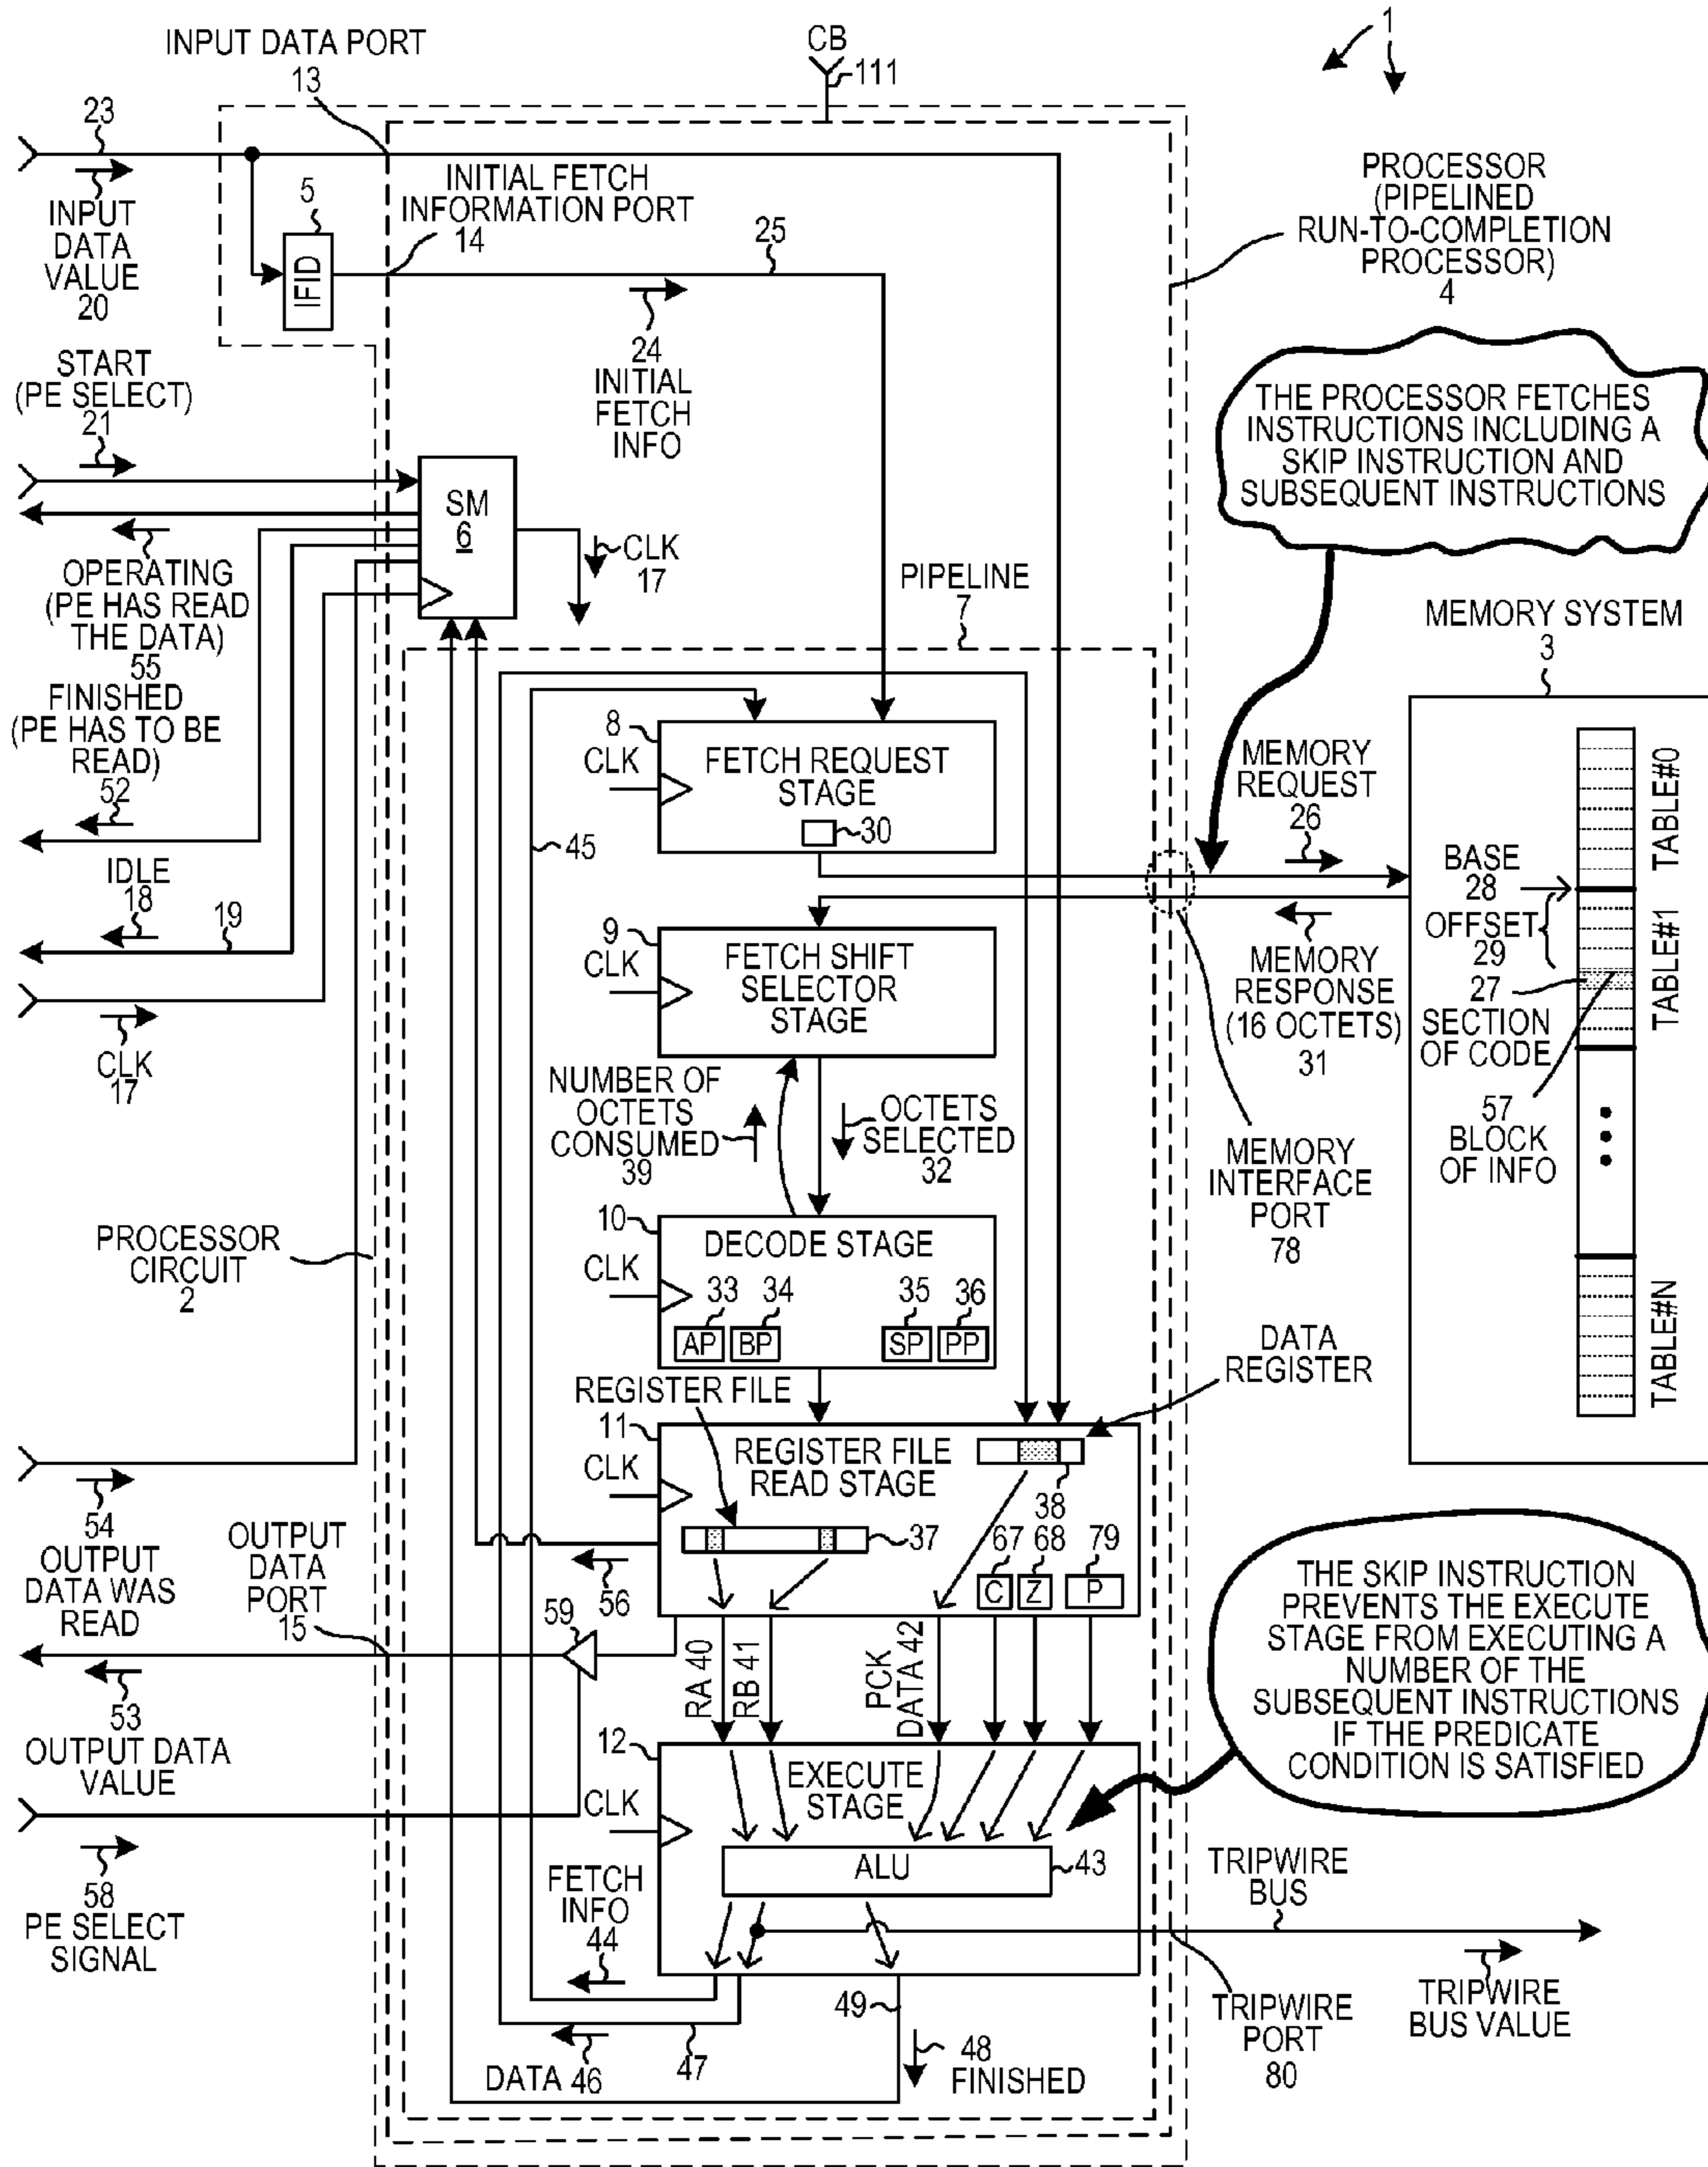 INPUT DATA PORT
13
CB
111
1
23
INPUT
DATA
VALUE
20
5
IFID
INITIAL FETCH
INFORMATION PORT
14
25
24
INITIAL
FETCH
INFO
PROCESSOR
(PIPELINED
RUN-TO-COMPLETION
PROCESSOR)
4
START
(PE SELECT)
21
SM
6
CLK
17
OPERATING
(PE HAS READ
THE DATA)
55
FINISHED
(PE HAS TO BE
READ)
52
IDLE
18
19
CLK
17
THE PROCESSOR FETCHES
INSTRUCTIONS INCLUDING A
SKIP INSTRUCTION AND
SUBSEQUENT INSTRUCTIONS
PIPELINE
7
MEMORY SYSTEM
3
8
CLK
FETCH REQUEST
STAGE
30
45
MEMORY
REQUEST
26
BASE
28
OFFSET
29
27
SECTION
OF CODE
57
BLOCK
OF INFO
TABLE#0
TABLE#1
TABLE#N
9
CLK
FETCH SHIFT
SELECTOR
STAGE
MEMORY
RESPONSE
(16 OCTETS)
31
NUMBER OF
OCTETS
CONSUMED
39
OCTETS
SELECTED
32
MEMORY
INTERFACE
PORT
78
PROCESSOR
CIRCUIT
2
10
CLK
DECODE STAGE
33
34
35
36
AP
BP
SP
PP
DATA
REGISTER
REGISTER FILE
11
CLK
REGISTER FILE
READ STAGE
38
37
67
68
79
C
Z
P
56
54
OUTPUT
DATA WAS
READ
OUTPUT
DATA
PORT
15
59
53
OUTPUT DATA
VALUE
RA 40
RB 41
PCK
DATA 42
THE SKIP INSTRUCTION
PREVENTS THE EXECUTE
STAGE FROM EXECUTING A
NUMBER OF THE
SUBSEQUENT INSTRUCTIONS
IF THE PREDICATE
CONDITION IS SATISFIED
12
CLK
EXECUTE
STAGE
ALU
43
58
PE SELECT
SIGNAL
FETCH
INFO
44
TRIPWIRE
BUS
TRIPWIRE
BUS VALUE
TRIPWIRE
PORT
80
49
48
FINISHED
DATA 46
47